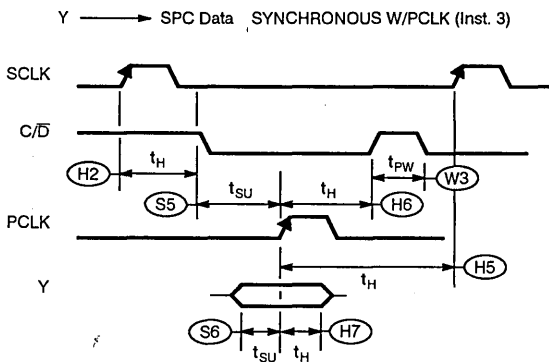 Y → SPC Data SYNCHRONOUS W/PCLK (Inst. 3)
SCLK
C/D̅
H2 tH tPW W3
S5 tSU tH H6
PCLK
tH H5
Y
S6 tSU tH H7